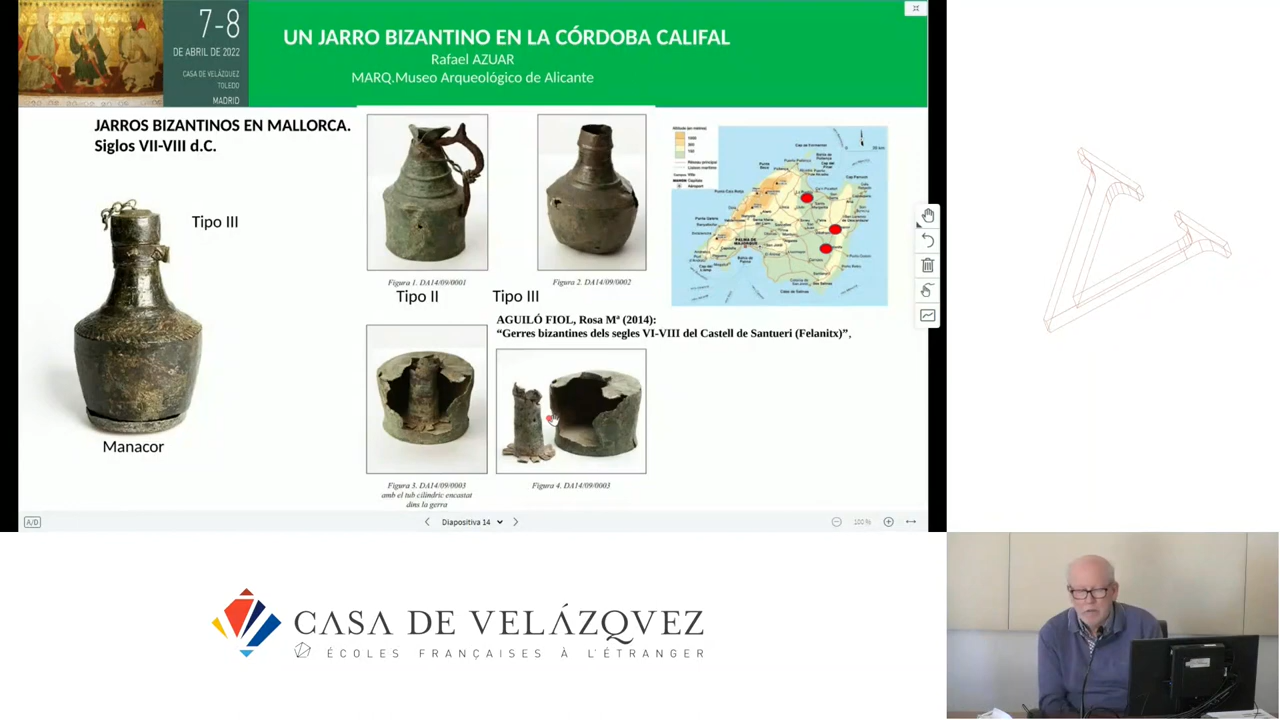 7-8
DE ABRIL DE 2022
CASA DE VELÁZQUEZ
TOLEDO
MADRID
UN JARRO BIZANTINO EN LA CÓRDOBA CALIFAL
Rafael AZUAR
MARQ.Museo Arqueológico de Alicante
JARROS BIZANTINOS EN MALLORCA.
Siglos VII-VIII d.C.
Tipo III
Manacor
Figura 1. DA14/09/0001
Tipo II
Figura 2. DA14/09/0002
Tipo III
AGUILÓ FIOL, Rosa Mª (2014):
“Gerres bizantines dels segles VI-VIII del Castell de Santueri (Felanitx)”,
Figura 3. DA14/09/0003
amb el tub cilíndric encastat
dins la gerra
Figura 4. DA14/09/0003
A/D
Diapositiva 14
100 %
CASA DE VELÁZQVEZ
ÉCOLES FRANÇAISES À L'ÉTRANGER